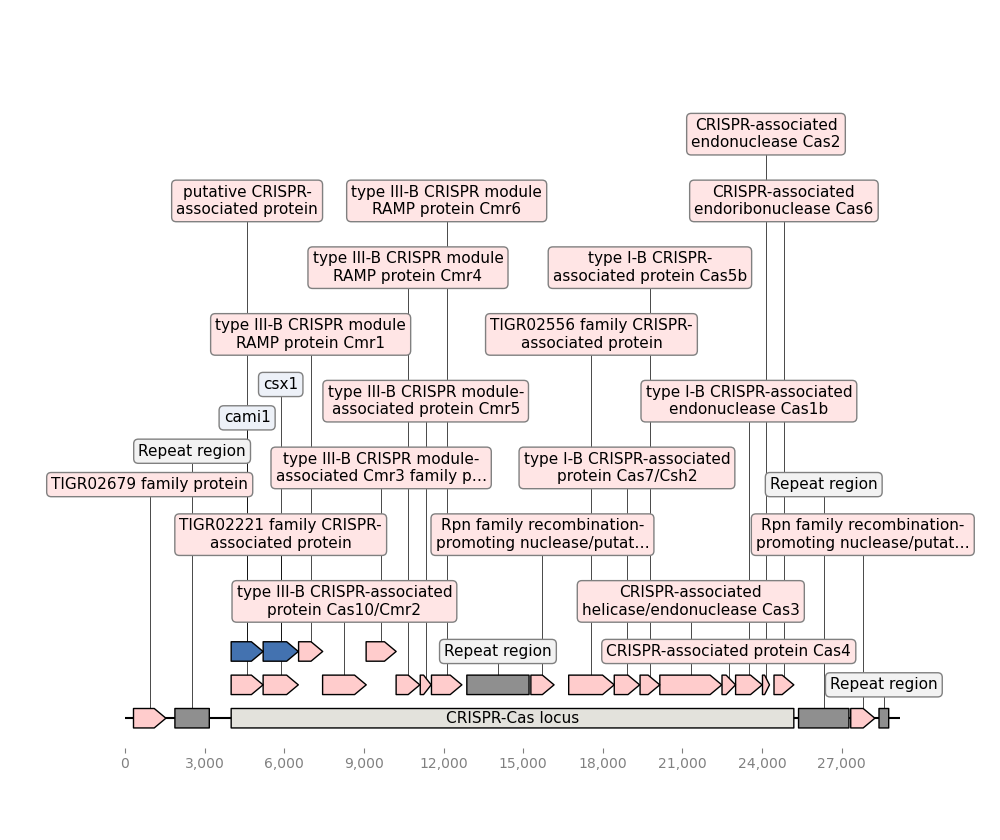 CRISPR-associated
endonuclease Cas2
putative CRISPR-
associated protein
type III-B CRISPR module
RAMP protein Cmr6
CRISPR-associated
endoribonuclease Cas6
type III-B CRISPR module
RAMP protein Cmr4
type I-B CRISPR-
associated protein Cas5b
type III-B CRISPR module
RAMP protein Cmr1
TIGR02556 family CRISPR-
associated protein
csx1
type III-B CRISPR module-
associated protein Cmr5
type I-B CRISPR-associated
endonuclease Cas1b
cami1
Repeat region
type III-B CRISPR module-
associated Cmr3 family p…
type I-B CRISPR-associated
protein Cas7/Csh2
TIGR02679 family protein
Repeat region
TIGR02221 family CRISPR-
associated protein
Rpn family recombination-
promoting nuclease/putat…
Rpn family recombination-
promoting nuclease/putat…
type III-B CRISPR-associated
protein Cas10/Cmr2
CRISPR-associated
helicase/endonuclease Cas3
Repeat region
CRISPR-associated protein Cas4
Repeat region
CRISPR-Cas locus
0 3,000 6,000 9,000 12,000 15,000 18,000 21,000 24,000 27,000